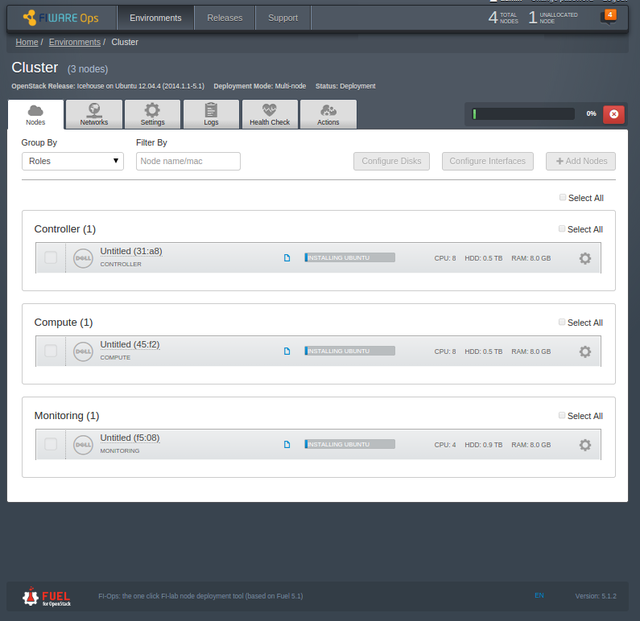 FIWARE Ops
Environments
Releases
Support
4 TOTAL NODES
1 UNALLOCATED NODE
4
Home / Environments / Cluster
Cluster (3 nodes)
OpenStack Release: Icehouse on Ubuntu 12.04.4 (2014.1.1-5.1) Deployment Mode: Multi-node Status: Deployment
Nodes
Networks
Settings
Logs
Health Check
Actions
0%
Group By
Filter By
Roles
Node name/mac
Configure Disks
Configure Interfaces
+ Add Nodes
Select All
Controller (1)
Select All
DELL
Untitled (31:a8)
CONTROLLER
INSTALLING UBUNTU
CPU: 8 HDD: 0.5 TB RAM: 8.0 GB
Compute (1)
Select All
DELL
Untitled (45:f2)
COMPUTE
INSTALLING UBUNTU
CPU: 8 HDD: 0.5 TB RAM: 8.0 GB
Monitoring (1)
Select All
DELL
Untitled (f5:08)
MONITORING
INSTALLING UBUNTU
CPU: 4 HDD: 0.9 TB RAM: 8.0 GB
FUEL
for OpenStack
FI-Ops: the one click FI-lab node deployment tool (based on Fuel 5.1)
EN
Version: 5.1.2